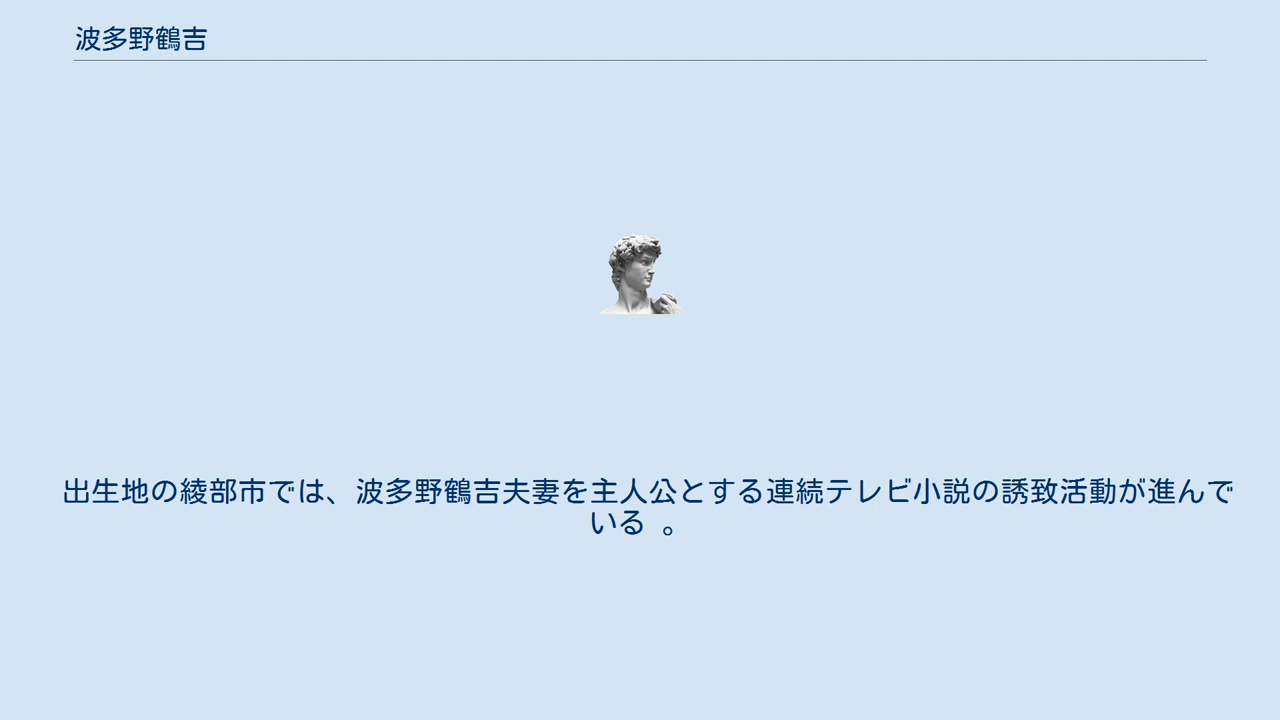 波多野鶴吉
出生地の綾部市では、波多野鶴吉夫妻を主人公とする連続テレビ小説の誘致活動が進んで
いる 。